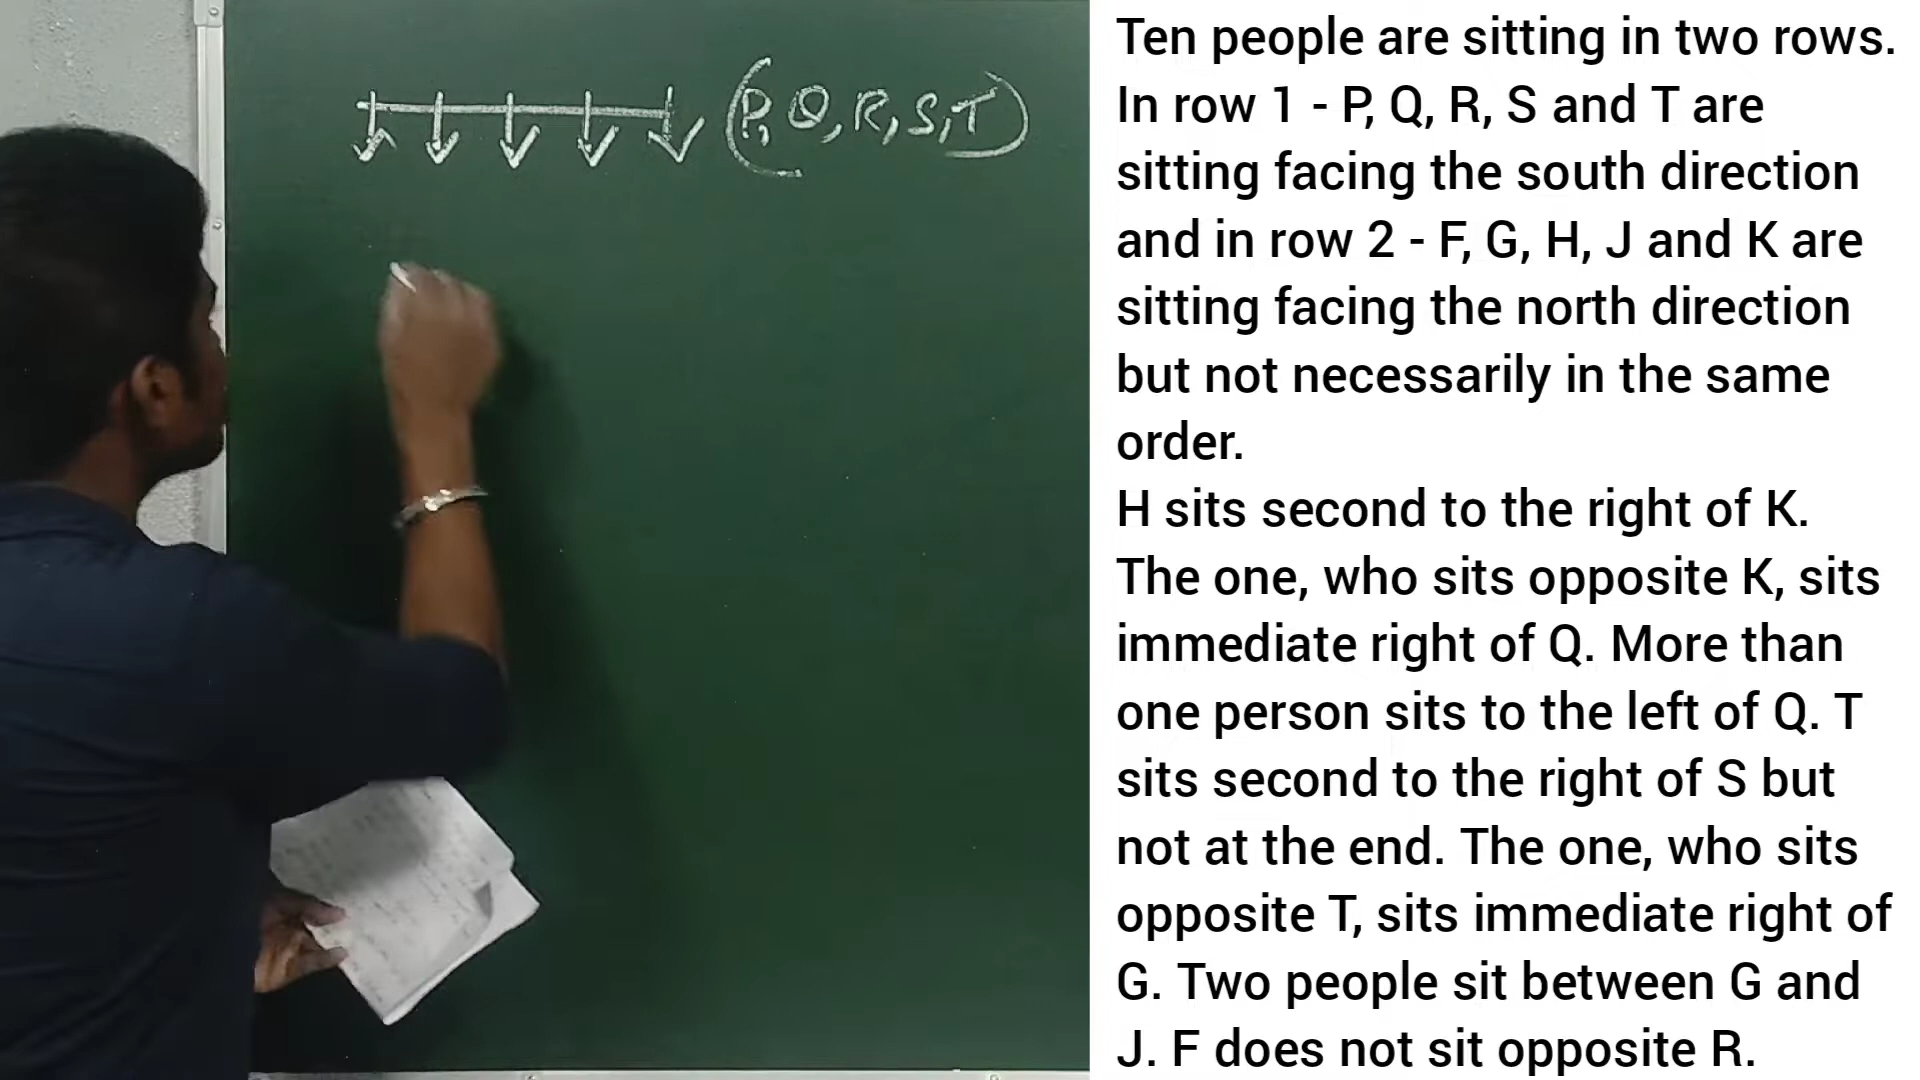 (P, Q, R, S, T)
Ten people are sitting in two rows.
In row 1 - P, Q, R, S and T are
sitting facing the south direction
and in row 2 - F, G, H, J and K are
sitting facing the north direction
but not necessarily in the same
order.
H sits second to the right of K.
The one, who sits opposite K, sits
immediate right of Q. More than
one person sits to the left of Q. T
sits second to the right of S but
not at the end. The one, who sits
opposite T, sits immediate right of
G. Two people sit between G and
J. F does not sit opposite R.